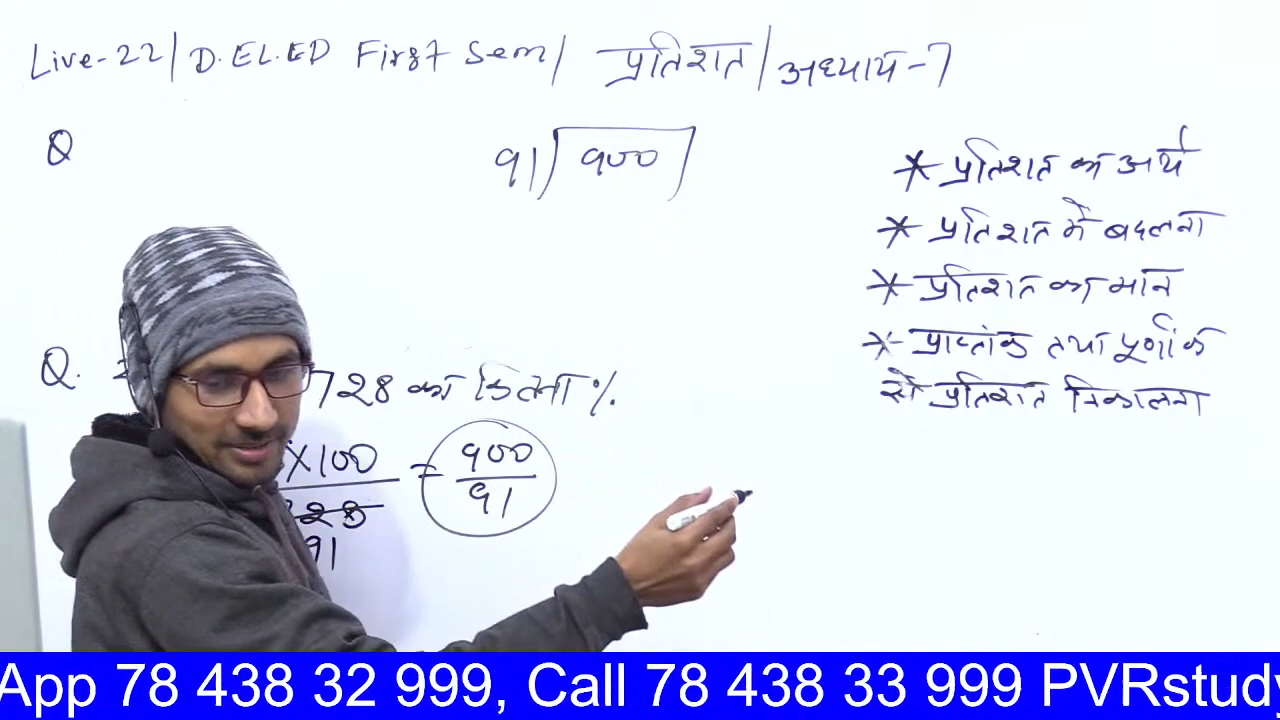 Live-22/ D.EL.ED First Sem/ प्रतिशत/ अध्याय-7
Q
91) 900
* प्रतिशत का अर्थ
* प्रतिशत में बदलना
* प्रतिशत का मान
* प्राप्तांक तथा पूर्णांक
से प्रतिशत निकालना
Q. 728 का कितना %.
×100 = 900
28 91
91
App 78 438 32 999, Call 78 438 33 999 PVRstudy